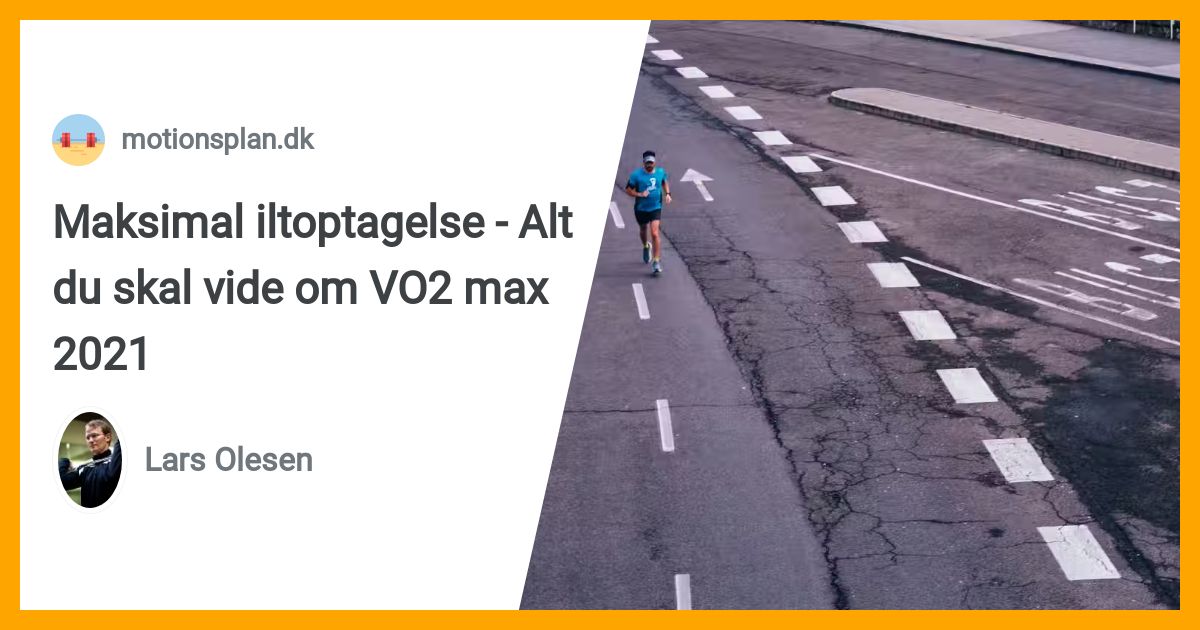 motionsplan.dk
Maksimal iltoptagelse - Alt
du skal vide om VO2 max
2021
Lars Olesen